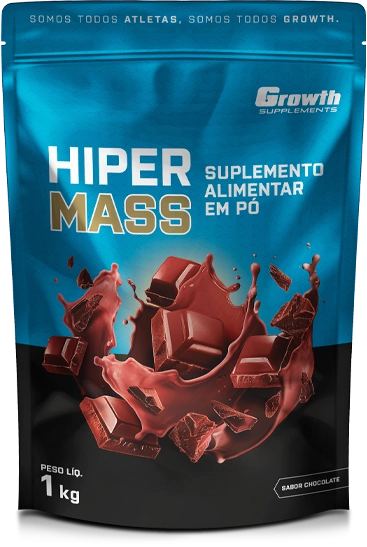 SOMOS TODOS ATLETAS, SOMOS TODOS GROWTH.
Growth
SUPPLEMENTS
HIPER
MASS
SUPLEMENTO
ALIMENTAR
EM PÓ
PESO LÍQ.
1 kg
SABOR CHOCOLATE